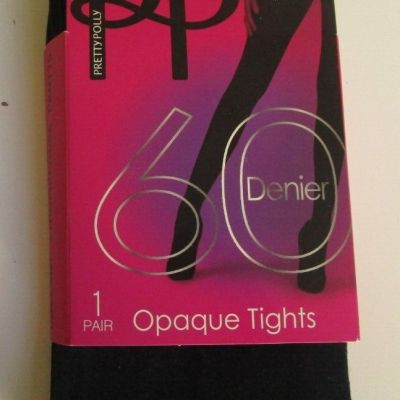 PRETTY POLLY
60
Denier
1
PAIR
Opaque Tights